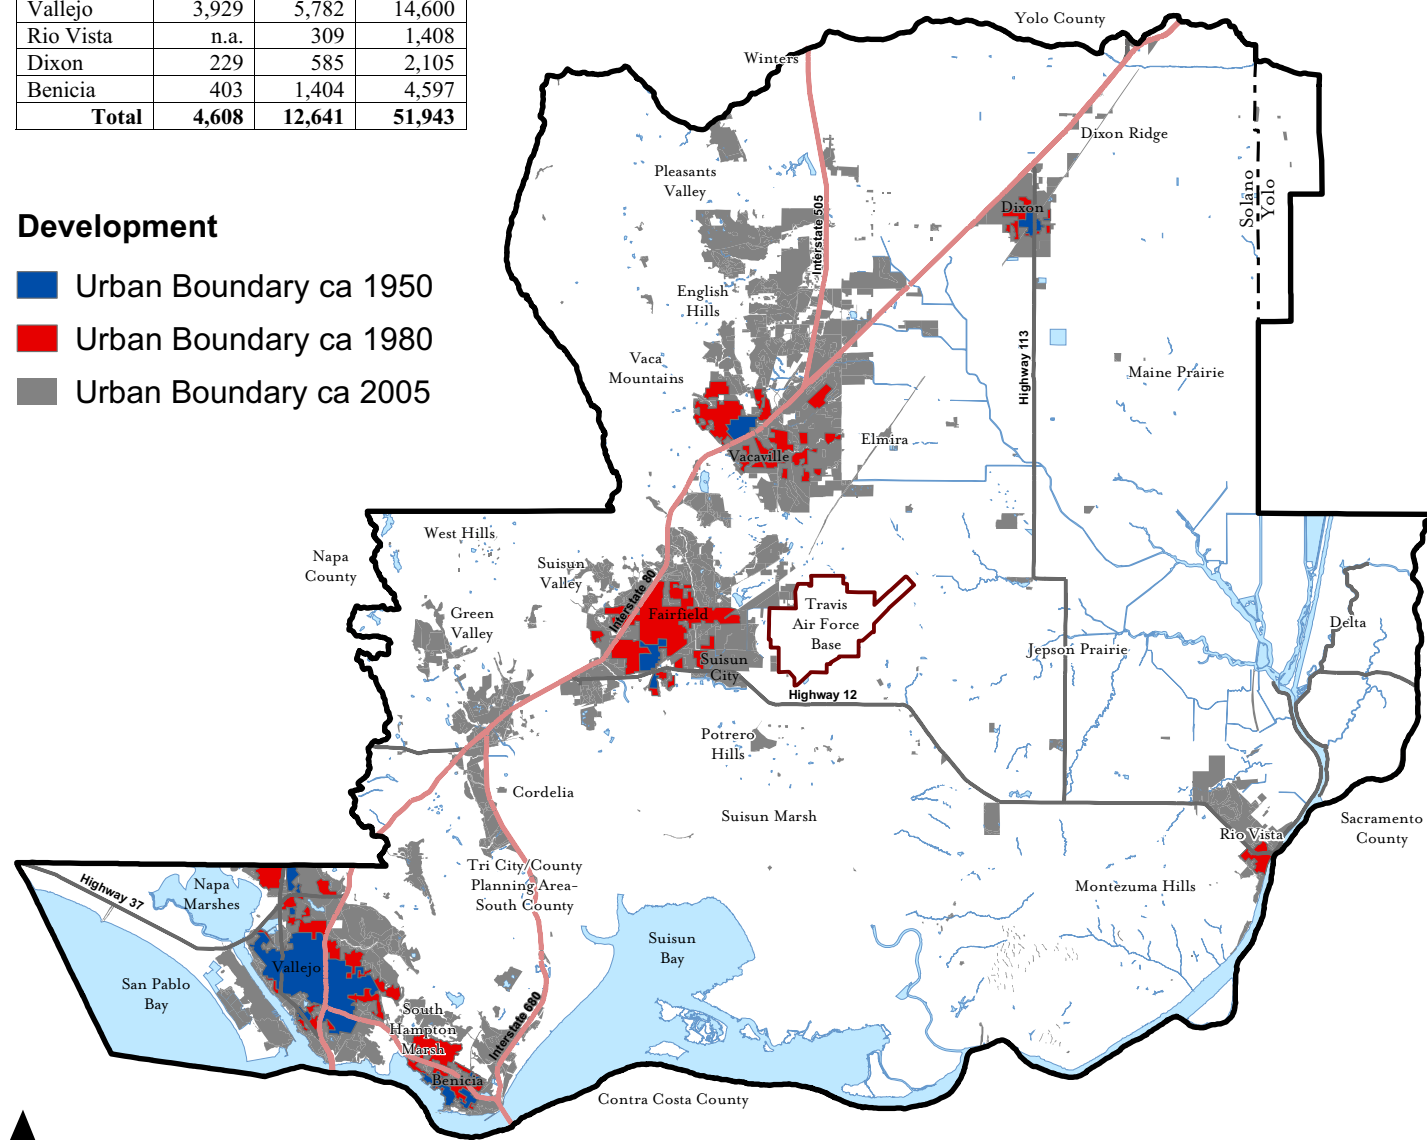 Vallejo 3,929 5,782 14,600
Rio Vista n.a. 309 1,408
Dixon 229 585 2,105
Benicia 403 1,404 4,597
Total 4,608 12,641 51,943
Development
Urban Boundary ca 1950
Urban Boundary ca 1980
Urban Boundary ca 2005
Yolo County
Winters
Dixon Ridge
Pleasants
Valley
Interstate 505
Dixon
Solano
Yolo
English
Hills
Vaca
Mountains
Highway 113
Maine Prairie
Elmira
Vacaville
West Hills
Napa
County
Suisun
Valley
Interstate 80
Green
Valley
Fairfield
Travis
Air Force
Base
Delta
Jepson Prairie
Suisun
City
Highway 12
Potrero
Hills
Cordelia
Suisun Marsh
Rio Vista
Sacramento
County
Tri City/County
Planning Area-
South County
Highway 37
Napa
Marshes
Montezuma Hills
Suisun
Bay
Vallejo
San Pablo
Bay
South
Hampton
Marsh
Interstate 680
Benicia
Contra Costa County